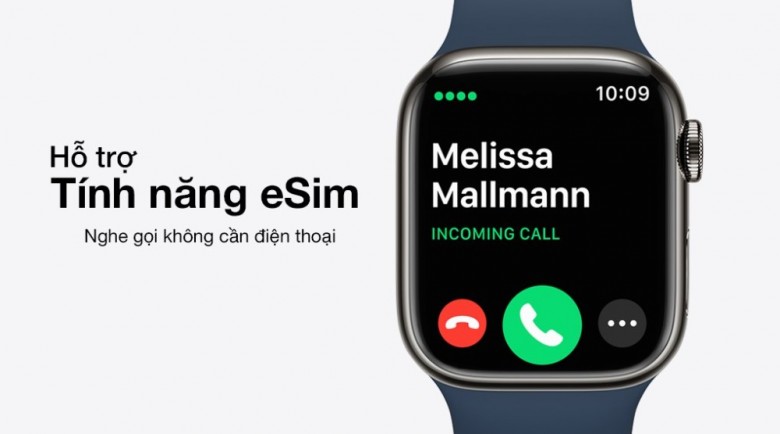 Hỗ trợ
Tính năng eSim
Nghe gọi không cần điện thoại
10:09
Melissa
Mallmann
INCOMING CALL